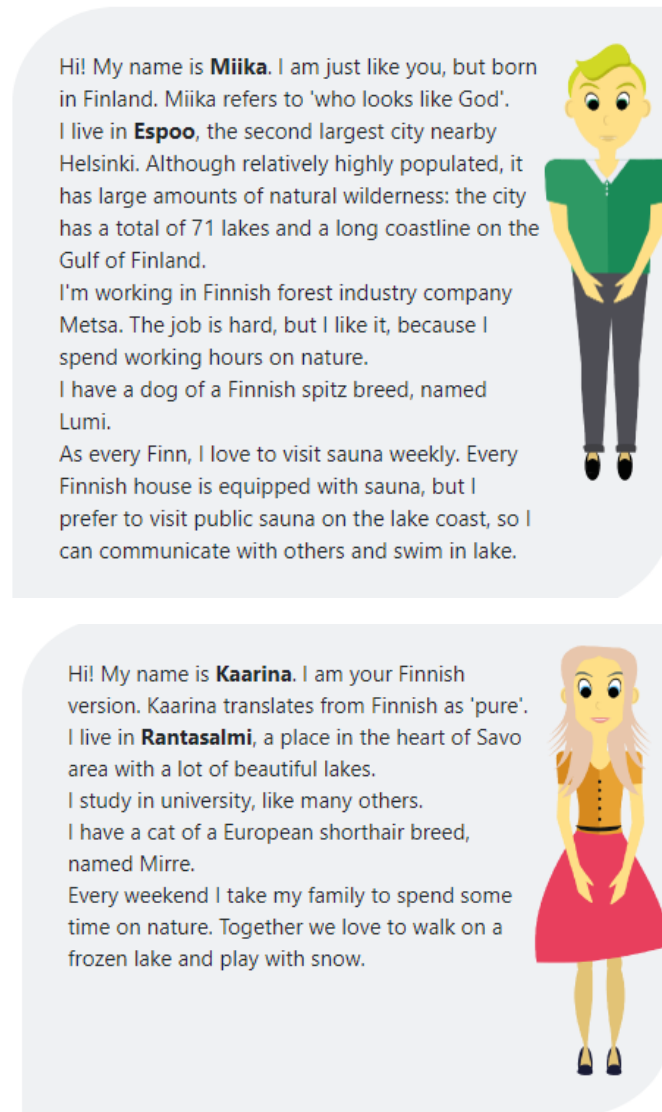 Hi! My name is Miika. I am just like you, but born
in Finland. Miika refers to 'who looks like God'.
I live in Espoo, the second largest city nearby
Helsinki. Although relatively highly populated, it
has large amounts of natural wilderness: the city
has a total of 71 lakes and a long coastline on the
Gulf of Finland.
I'm working in Finnish forest industry company
Metsa. The job is hard, but I like it, because I
spend working hours on nature.
I have a dog of a Finnish spitz breed, named
Lumi.
As every Finn, I love to visit sauna weekly. Every
Finnish house is equipped with sauna, but I
prefer to visit public sauna on the lake coast, so I
can communicate with others and swim in lake.
Hi! My name is Kaarina. I am your Finnish
version. Kaarina translates from Finnish as 'pure'.
I live in Rantasalmi, a place in the heart of Savo
area with a lot of beautiful lakes.
I study in university, like many others.
I have a cat of a European shorthair breed,
named Mirre.
Every weekend I take my family to spend some
time on nature. Together we love to walk on a
frozen lake and play with snow.